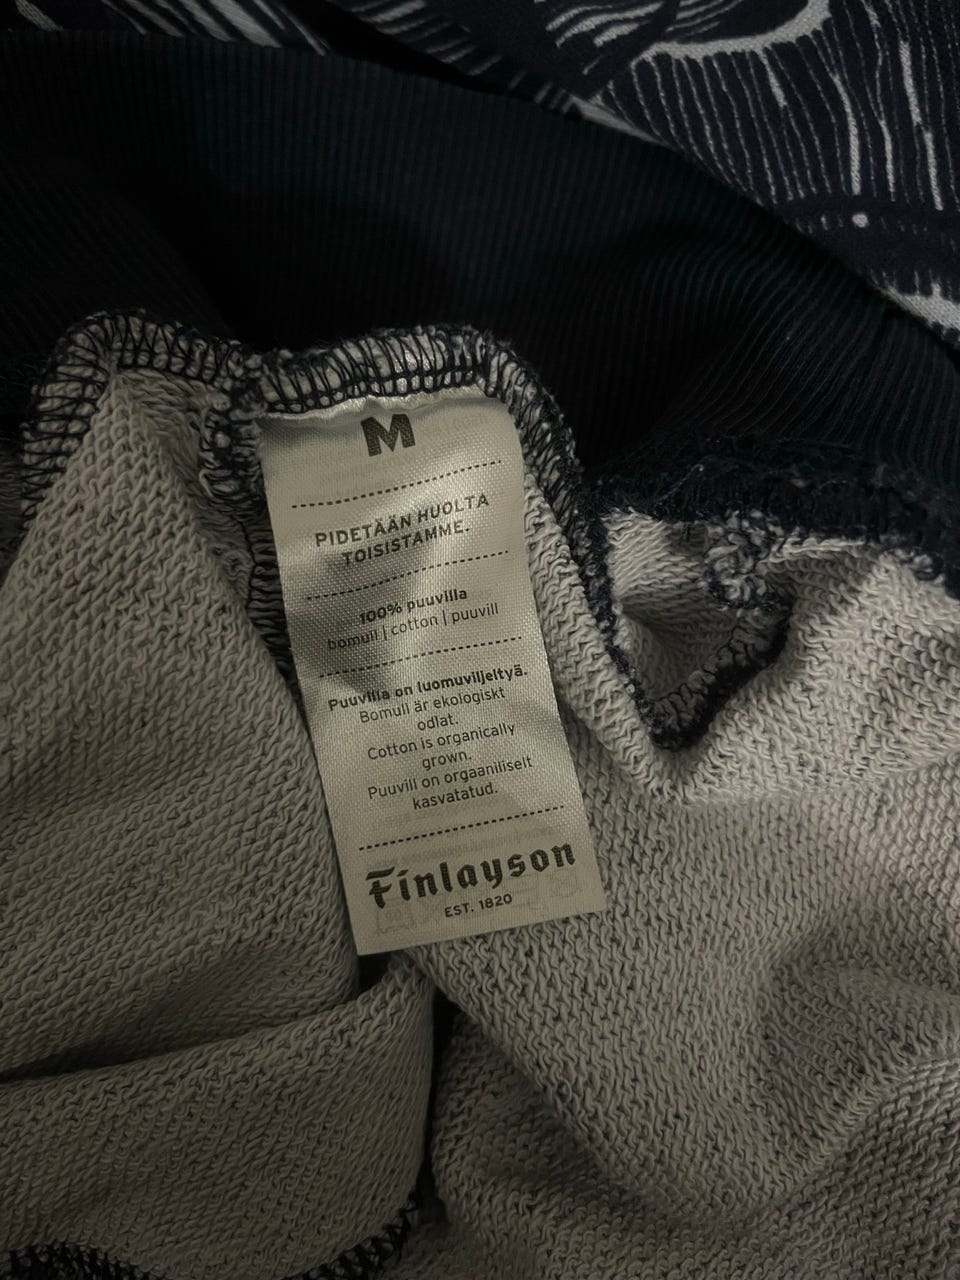 M
PIDETÄÄN HUOLTA
TOISISTAMME.
100% puuvilla
bomull | cotton | puuvill
Puuvilla on luomuviljeltyä.
Bomull är ekologiskt
odlat.
Cotton is organically
grown.
Puuvill on orgaaniliselt
kasvatatud.
Finlayson
EST. 1820